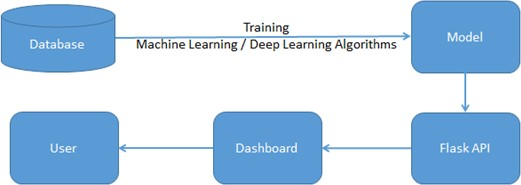 Training
Database
Machine Learning / Deep Learning Algorithms
Model
User
Dashboard
Flask API